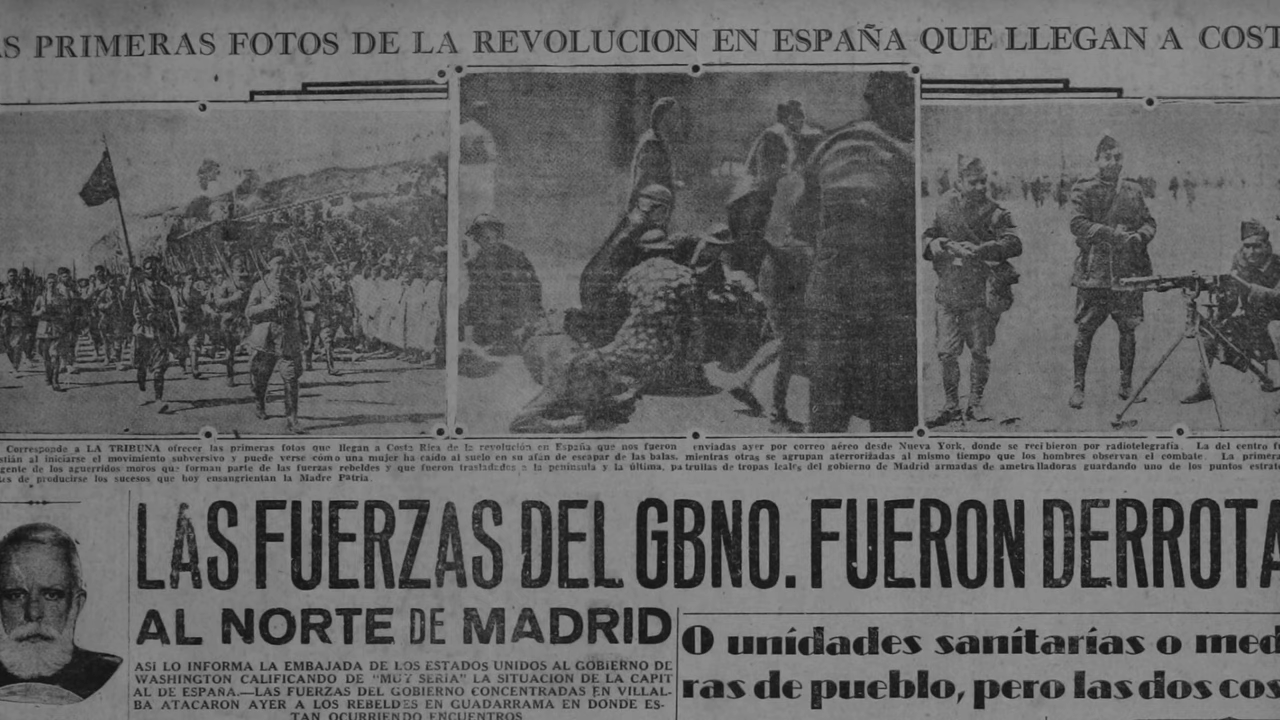 S PRIMERAS FOTOS DE LA REVOLUCION EN ESPAÑA QUE LLEGAN A COST
Corresponde a LA TRIBUNA ofrecer las primeras fotos que llegan a Costa Rica de la revolución en España que nos fueron enviadas ayer por correo aéreo desde Nueva York, donde se recibieron por radiotelegrafía. La del centro f
stián al iniciarse el movimiento subversivo y puede verse como una mujer ha caído al suelo en su afán de escapar de las balas, mientras otras se agrupan aterrorizadas al mismo tiempo que los hombres observan el combate. La primera
gente de los aguerridos moros que forman parte de las fuerzas rebeldes y que fueron trasladados a la península y la última, patrullas de tropas leales del gobierno de Madrid armadas de ametralladoras guardando uno de los puntos estrat
es de producirse los sucesos que hoy ensangrientan la Madre Patria.
LAS FUERZAS DEL GBNO. FUERON DERROTA
AL NORTE DE MADRID
ASI LO INFORMA LA EMBAJADA DE LOS ESTADOS UNIDOS AL GOBIERNO DE
WASHINGTON CALIFICANDO DE "MUY SERIA" LA SITUACION DE LA CAPIT
AL DE ESPAÑA.—LAS FUERZAS DEL GOBIERNO CONCENTRADAS EN VILLAL-
BA ATACARON AYER A LOS REBELDES EN GUADARRAMA EN DONDE ES-
TAN OCURRIENDO ENCUENTROS
O unidades sanitarias o med
ras de pueblo, pero las dos cos